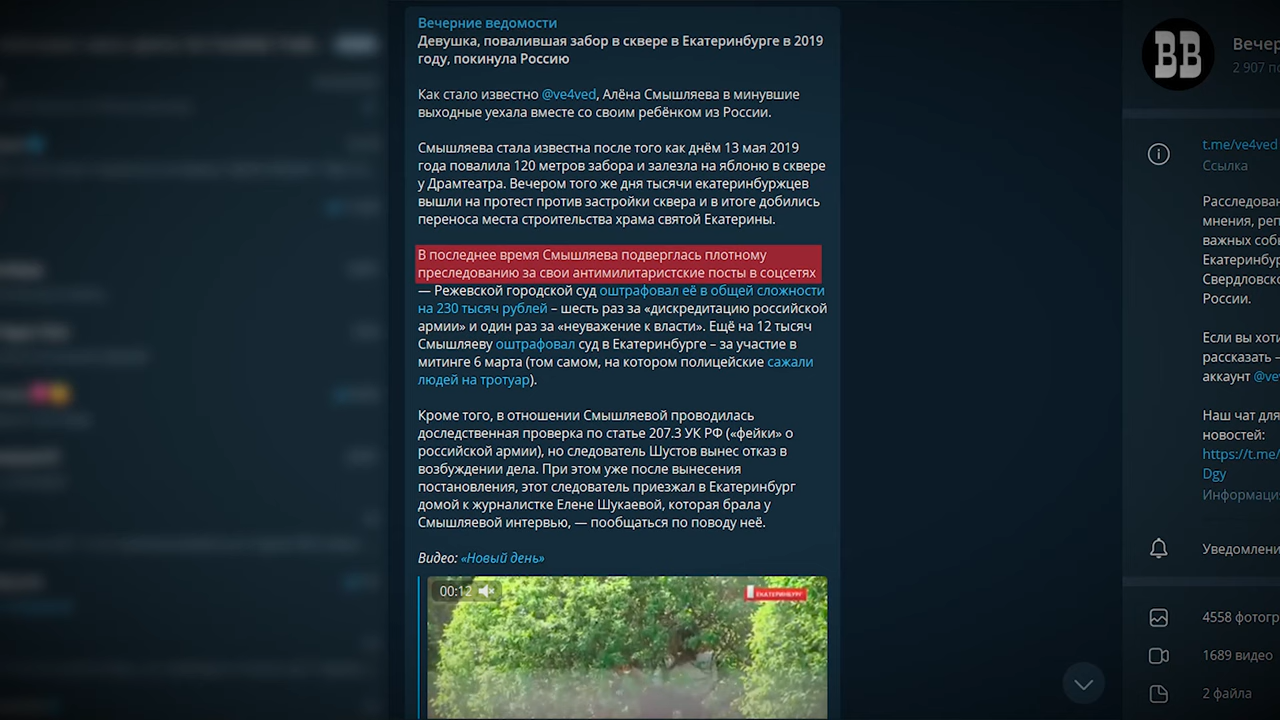 Вечерние ведомости
Девушка, повалившая забор в сквере в Екатеринбурге в 2019
году, покинула Россию
Как стало известно @ve4ved, Алёна Смышляева в минувшие
выходные уехала вместе со своим ребёнком из России.
Смышляева стала известна после того как днём 13 мая 2019
года повалила 120 метров забора и залезла на яблоню в сквере
у Драмтеатра. Вечером того же дня тысячи екатеринбуржцев
вышли на протест против застройки сквера и в итоге добились
переноса места строительства храма святой Екатерины.
В последнее время Смышляева подверглась плотному
преследованию за свои антимилитаристские посты в соцсетях
— Режевской городской суд оштрафовал её в общей сложности
на 230 тысяч рублей – шесть раз за «дискредитацию российской
армии» и один раз за «неуважение к власти». Ещё на 12 тысяч
Смышляеву оштрафовал суд в Екатеринбурге – за участие в
митинге 6 марта (том самом, на котором полицейские сажали
людей на тротуар).
Кроме того, в отношении Смышляевой проводилась
доследственная проверка по статье 207.3 УК РФ («фейки» о
российской армии), но следователь Шустов вынес отказ в
возбуждении дела. При этом уже после вынесения
постановления, этот следователь приезжал в Екатеринбург
домой к журналистке Елене Шукаевой, которая брала у
Смышляевой интервью, — пообщаться по поводу неё.
Видео: «Новый день»
00:12
ЕКАТЕРИНБУРГ
ВВ
Вечер
2 907 по
t.me/ve4ved
Ссылка
Расследован
мнения, реп
важных собы
Екатеринбур
Свердловско
России.
Если вы хоти
рассказать –
аккаунт @ve
Наш чат для
новостей:
https://t.me/
Dgy
Информация
Уведомлени
4558 фотогр
1689 видео
2 файла